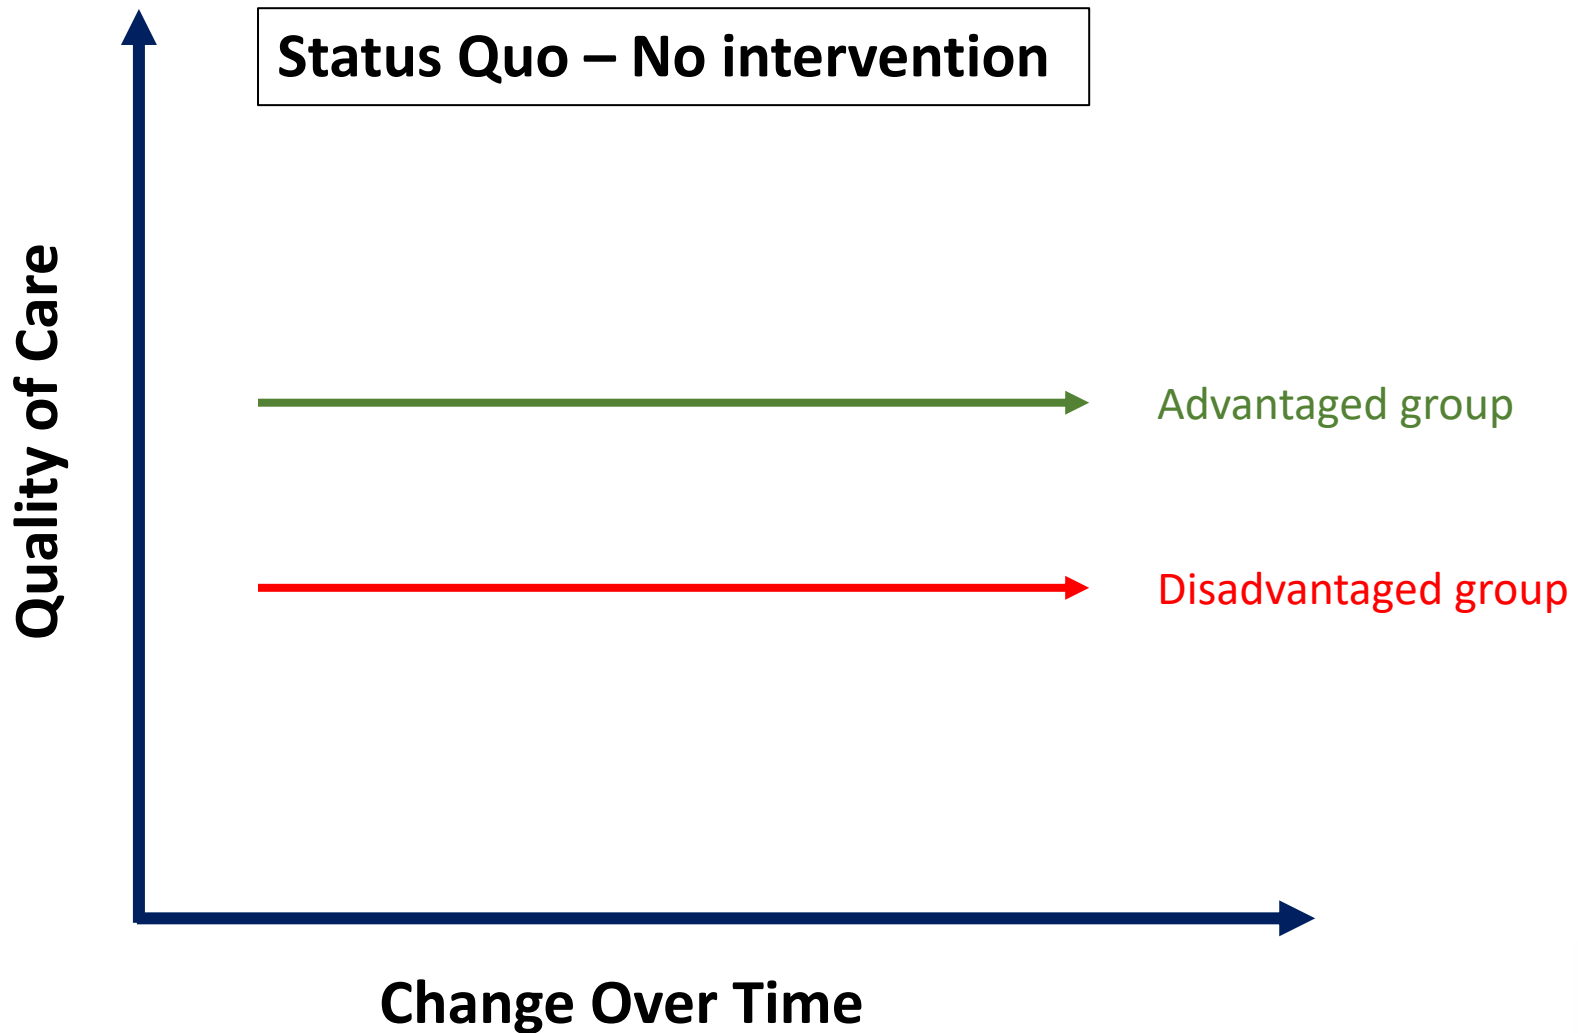 Status Quo – No intervention
Quality of Care
Advantaged group
Disadvantaged group
Change Over Time